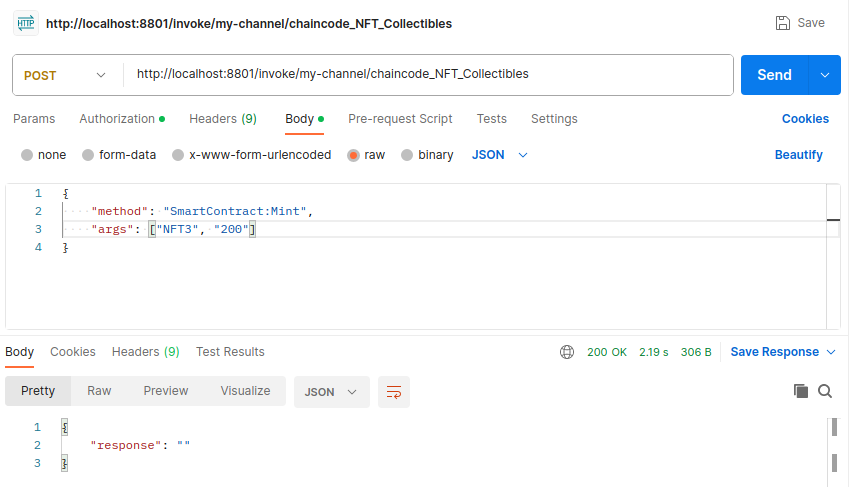 HTTP http://localhost:8801/invoke/my-channel/chaincode_NFT_Collectibles Save
POST http://localhost:8801/invoke/my-channel/chaincode_NFT_Collectibles Send
Params Authorization Headers (9) Body Pre-request Script Tests Settings Cookies
none form-data x-www-form-urlencoded raw binary JSON Beautify
1 {
2 "method": "SmartContract:Mint",
3 "args": ["NFT3", "200"]
4 }
Body Cookies Headers (9) Test Results 200 OK 2.19 s 306 B Save Response
Pretty Raw Preview Visualize JSON
1 {
2 "response": ""
3 }